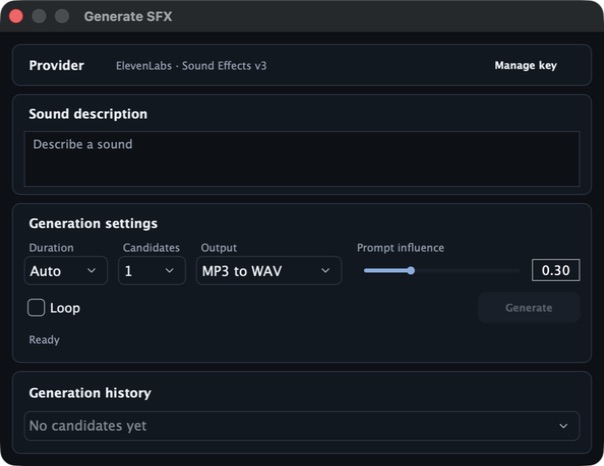 Generate SFX
Provider
ElevenLabs · Sound Effects v3
Manage key
Sound description
Describe a sound
Generation settings
Duration
Candidates
Output
Prompt influence
Auto
1
MP3 to WAV
0.30
Loop
Generate
Ready
Generation history
No candidates yet